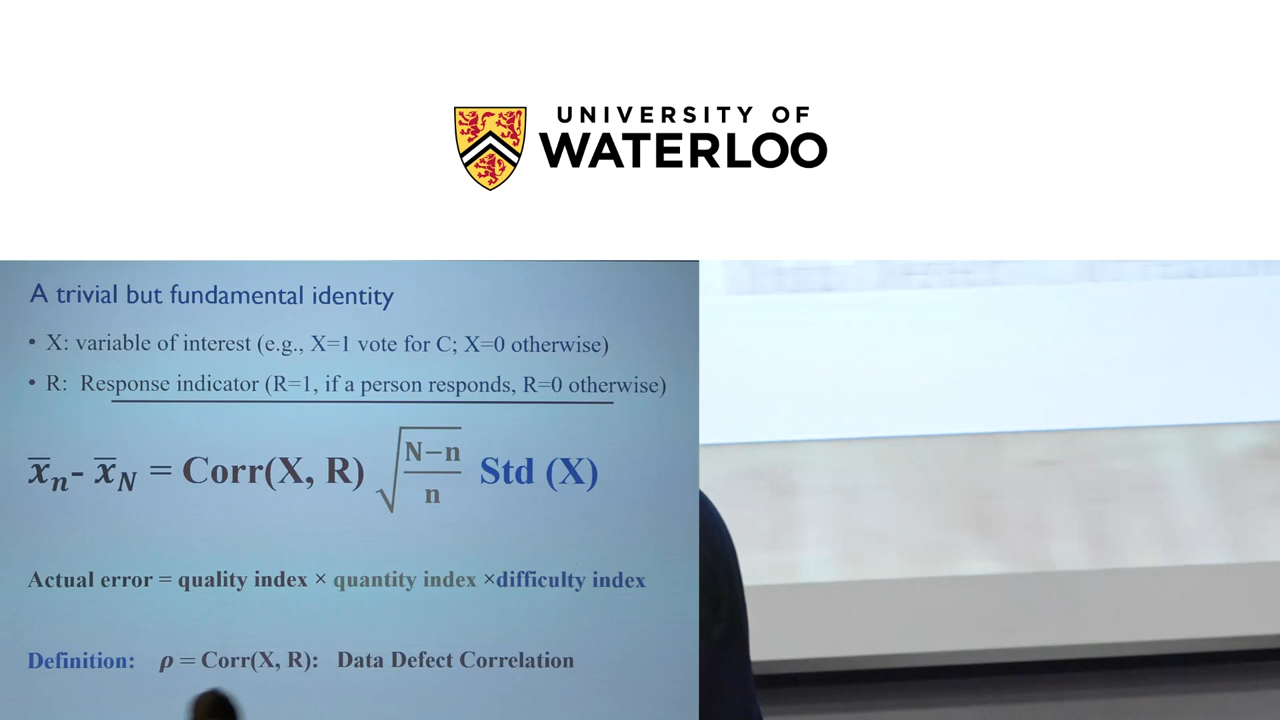 UNIVERSITY OF
WATERLOO
A trivial but fundamental identity
• X: variable of interest (e.g., X=1 vote for C; X=0 otherwise)
• R: Response indicator (R=1, if a person responds, R=0 otherwise)
x̅ₙ- x̅_N = Corr(X, R) √((N−n)/n) Std (X)
Actual error = quality index × quantity index ×difficulty index
Definition: ρ = Corr(X, R): Data Defect Correlation